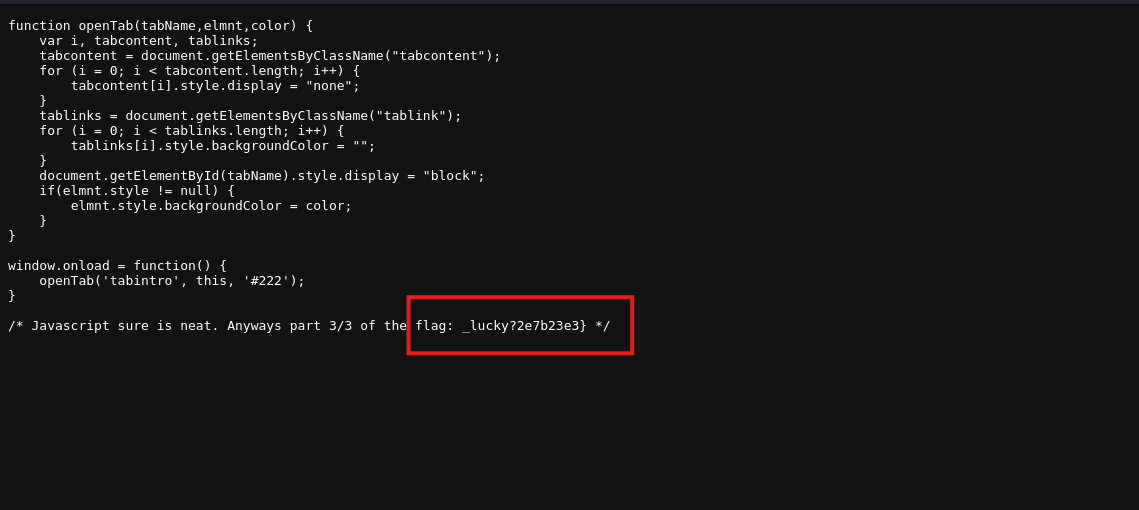 function openTab(tabName,elmnt,color) {
    var i, tabcontent, tablinks;
    tabcontent = document.getElementsByClassName("tabcontent");
    for (i = 0; i < tabcontent.length; i++) {
        tabcontent[i].style.display = "none";
    }
    tablinks = document.getElementsByClassName("tablink");
    for (i = 0; i < tablinks.length; i++) {
        tablinks[i].style.backgroundColor = "";
    }
    document.getElementById(tabName).style.display = "block";
    if(elmnt.style != null) {
        elmnt.style.backgroundColor = color;
    }
}

window.onload = function() {
    openTab('tabintro', this, '#222');
}

/* Javascript sure is neat. Anyways part 3/3 of the flag: _lucky?2e7b23e3} */